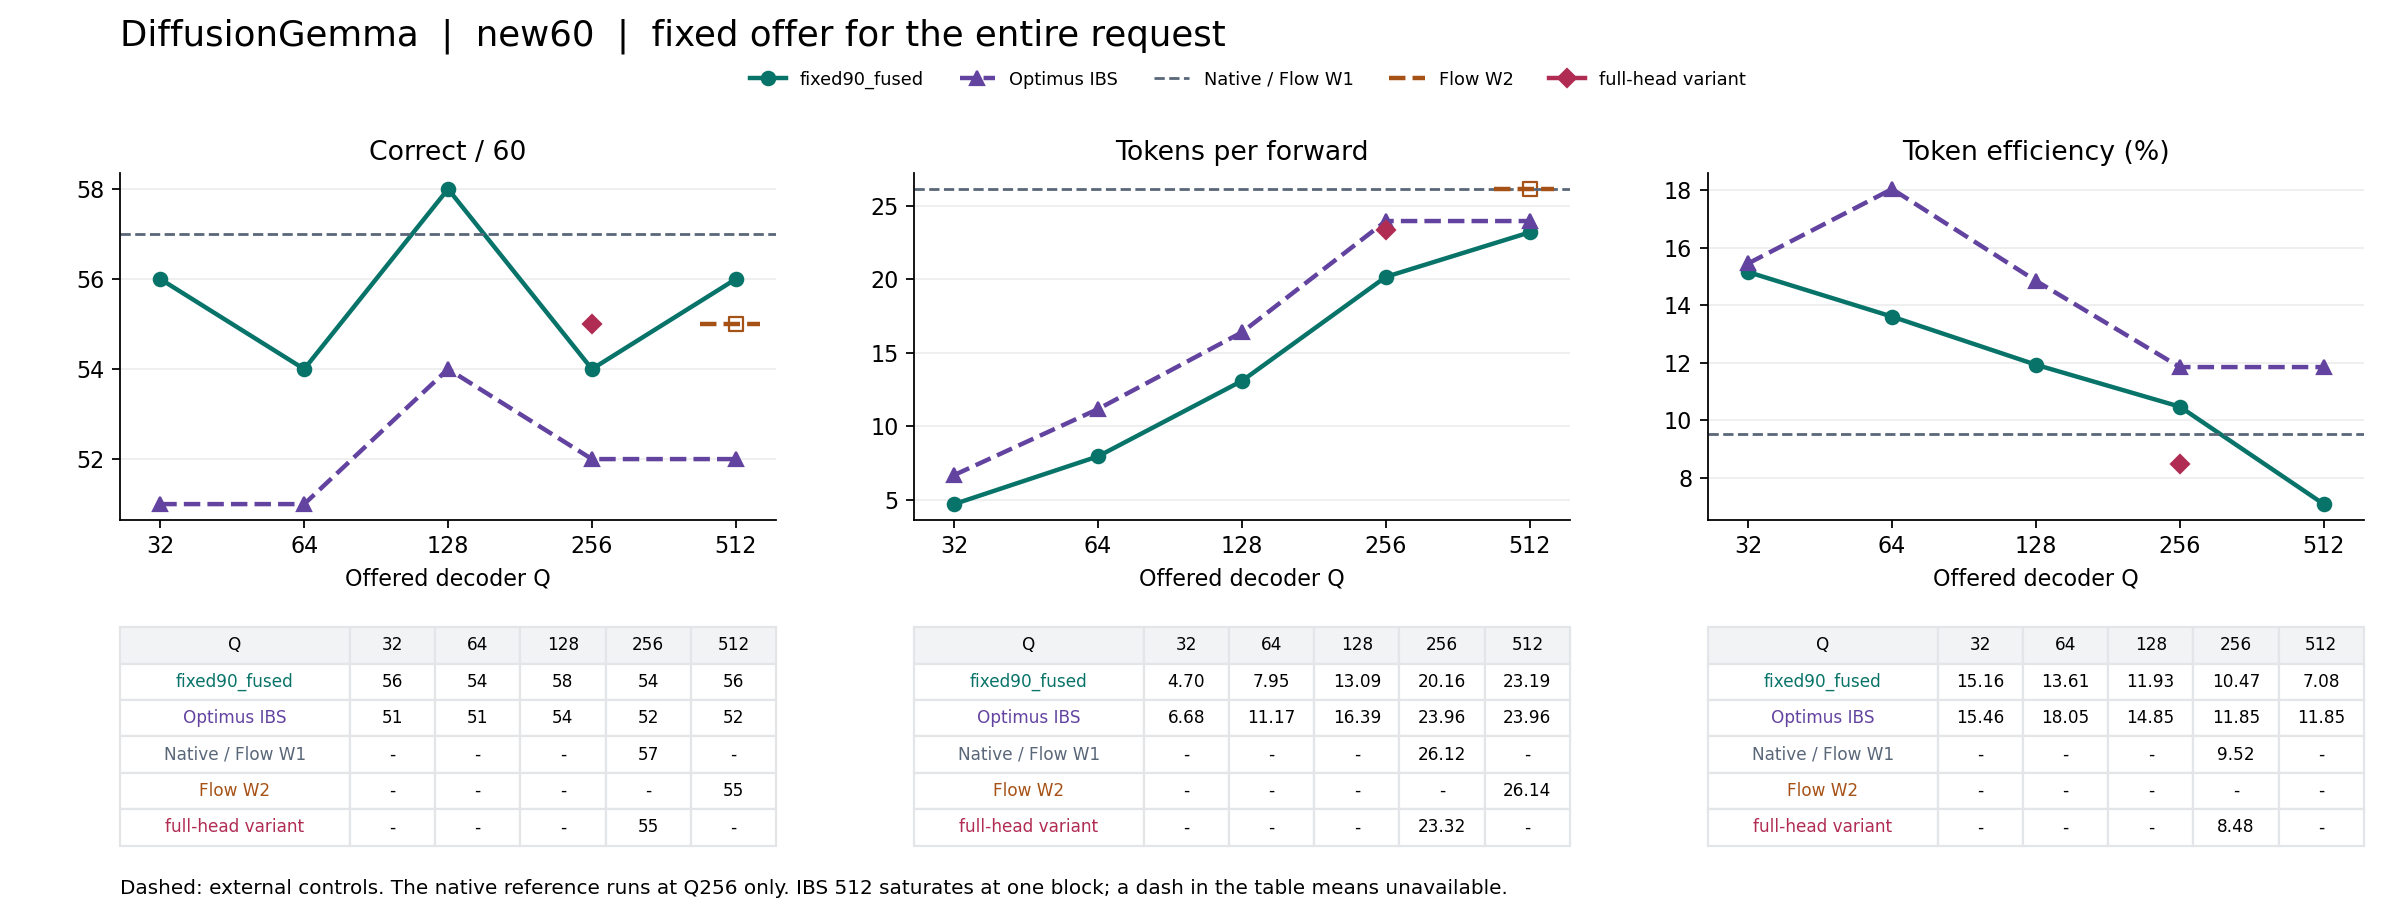 DiffusionGemma | new60 | fixed offer for the entire request
fixed90_fused Optimus IBS Native / Flow W1 Flow W2 full-head variant
Correct / 60
58
56
54
52
32 64 128 256 512
Offered decoder Q
Tokens per forward
25
20
15
10
5
32 64 128 256 512
Offered decoder Q
Token efficiency (%)
18
16
14
12
10
8
32 64 128 256 512
Offered decoder Q
Q 32 64 128 256 512
fixed90_fused 56 54 58 54 56
Optimus IBS 51 51 54 52 52
Native / Flow W1 - - - 57 -
Flow W2 - - - - 55
full-head variant - - - 55 -
Q 32 64 128 256 512
fixed90_fused 4.70 7.95 13.09 20.16 23.19
Optimus IBS 6.68 11.17 16.39 23.96 23.96
Native / Flow W1 - - - 26.12 -
Flow W2 - - - - 26.14
full-head variant - - - 23.32 -
Q 32 64 128 256 512
fixed90_fused 15.16 13.61 11.93 10.47 7.08
Optimus IBS 15.46 18.05 14.85 11.85 11.85
Native / Flow W1 - - - 9.52 -
Flow W2 - - - - -
full-head variant - - - 8.48 -
Dashed: external controls. The native reference runs at Q256 only. IBS 512 saturates at one block; a dash in the table means unavailable.